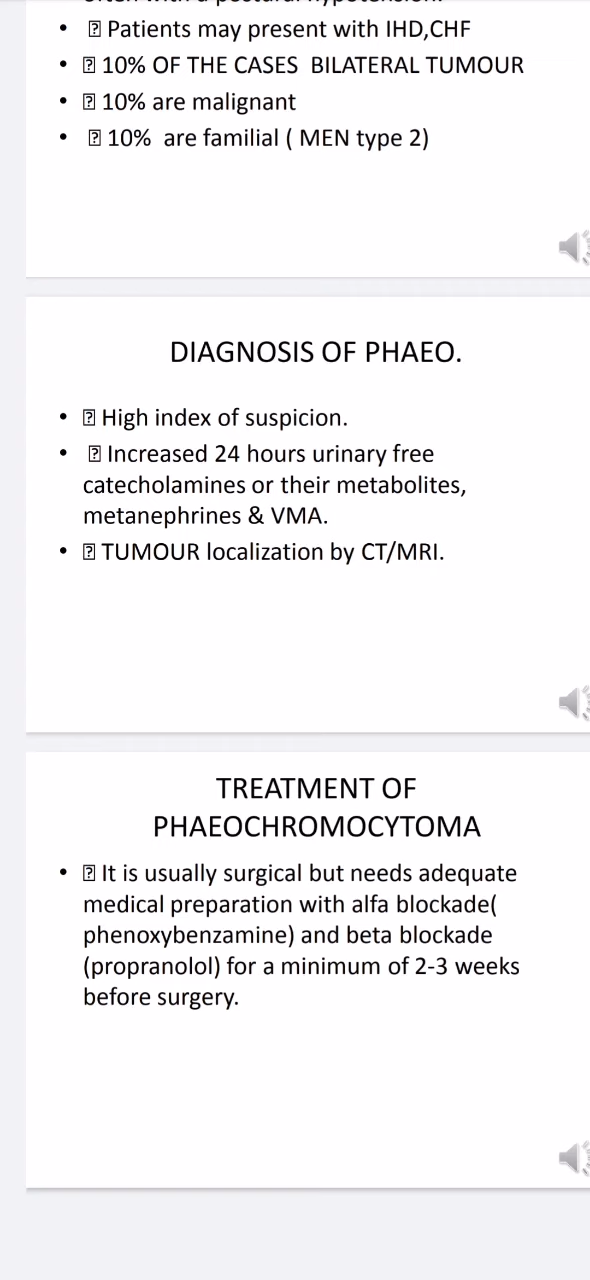 • ⍰ Patients may present with IHD,CHF
• ⍰ 10% OF THE CASES BILATERAL TUMOUR
• ⍰ 10% are malignant
• ⍰ 10% are familial ( MEN type 2)
DIAGNOSIS OF PHAEO.
• ⍰ High index of suspicion.
• ⍰ Increased 24 hours urinary free
catecholamines or their metabolites,
metanephrines & VMA.
• ⍰ TUMOUR localization by CT/MRI.
TREATMENT OF
PHAEOCHROMOCYTOMA
• ⍰ It is usually surgical but needs adequate
medical preparation with alfa blockade(
phenoxybenzamine) and beta blockade
(propranolol) for a minimum of 2-3 weeks
before surgery.